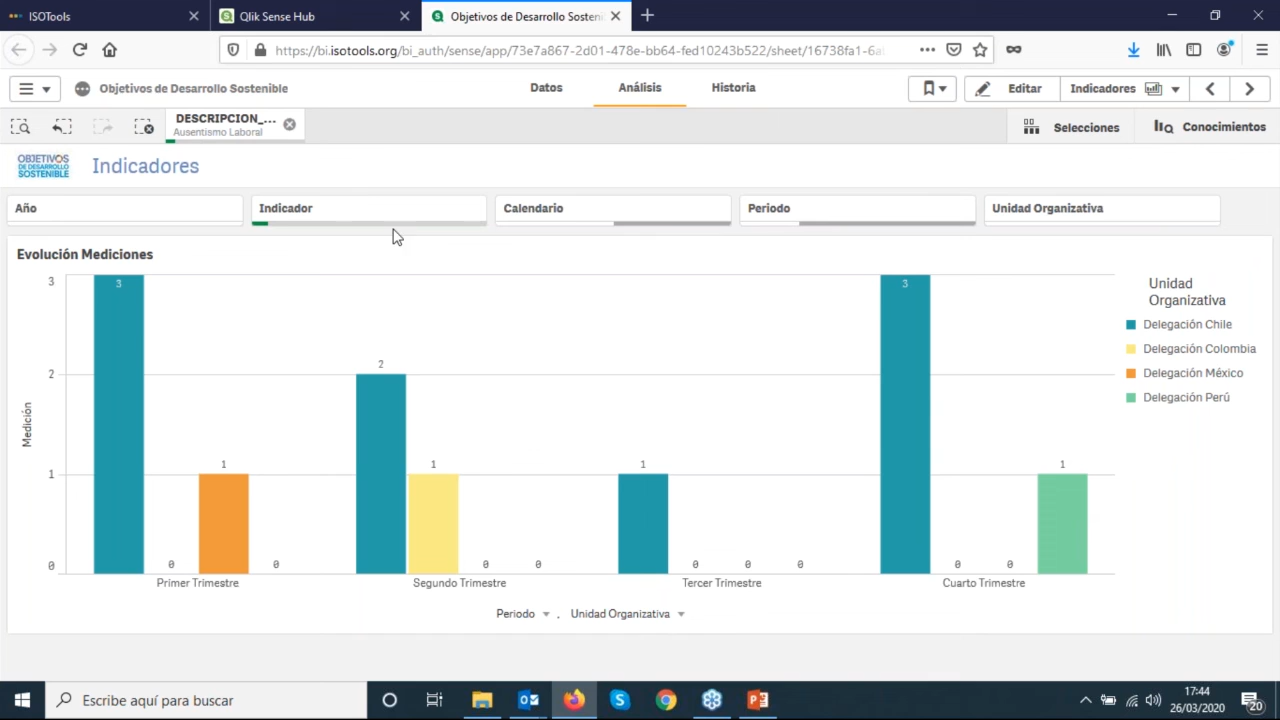 ISOTools
Qlik Sense Hub
Objetivos de Desarrollo Sosteni
https://bi.isotools.org/bi_auth/sense/app/73e7a867-2d01-478e-bb64-fed10243b522/sheet/16738fa1-6a
Objetivos de Desarrollo Sostenible
Datos
Análisis
Historia
Editar
Indicadores
DESCRIPCION_...
Ausentismo Laboral
Selecciones
Conocimientos
OBJETIVOS
DE DESARROLLO
SOSTENIBLE
Indicadores
Año
Indicador
Calendario
Periodo
Unidad Organizativa
Evolución Mediciones
Medición
3
2
1
0
3
0
1
0
2
1
0
0
1
0
0
0
3
0
0
1
Primer Trimestre
Segundo Trimestre
Tercer Trimestre
Cuarto Trimestre
Periodo
.
Unidad Organizativa
Unidad
Organizativa
Delegación Chile
Delegación Colombia
Delegación México
Delegación Perú
Escribe aquí para buscar
17:44
26/03/2020
20